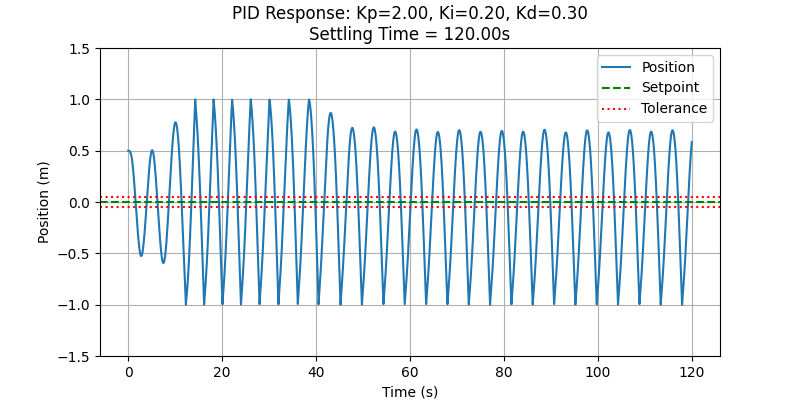 PID Response: Kp=2.00, Ki=0.20, Kd=0.30
Settling Time = 120.00s
Position
Setpoint
Tolerance
1.5
1.0
0.5
0.0
−0.5
−1.0
−1.5
Position (m)
0 20 40 60 80 100 120
Time (s)